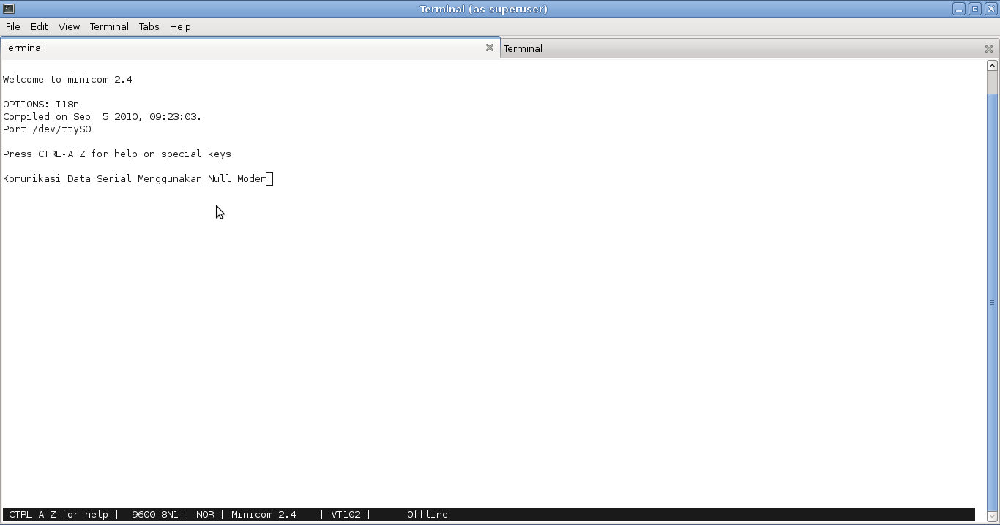 Terminal (as superuser)
File Edit View Terminal Tabs Help
Terminal Terminal
Welcome to minicom 2.4
OPTIONS: I18n
Compiled on Sep  5 2010, 09:23:03.
Port /dev/ttyS0
Press CTRL-A Z for help on special keys
Komunikasi Data Serial Menggunakan Null Modem
CTRL-A Z for help |  9600 8N1 | NOR | Minicom 2.4    | VT102 |      Offline